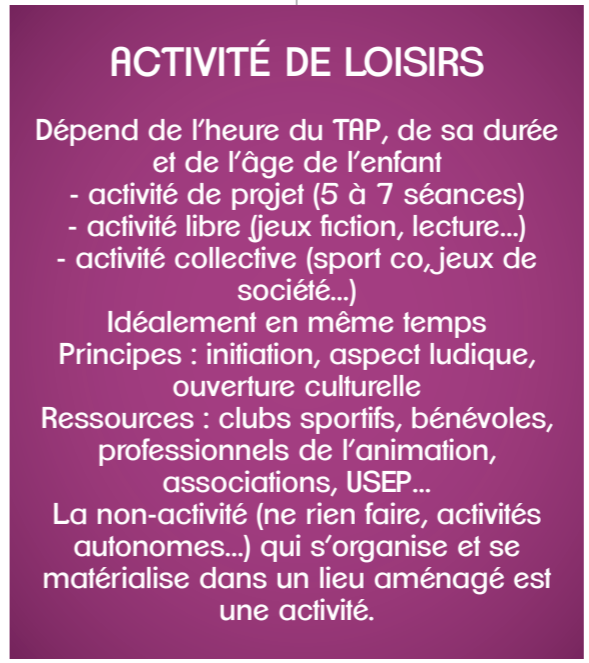 ACTIVITÉ DE LOISIRS
Dépend de l'heure du TAP, de sa durée
et de l'âge de l'enfant
- activité de projet (5 à 7 séances)
- activité libre (jeux fiction, lecture...)
- activité collective (sport co, jeux de
société...)
Idéalement en même temps
Principes : initiation, aspect ludique,
ouverture culturelle
Ressources : clubs sportifs, bénévoles,
professionnels de l'animation,
associations, USEP...
La non-activité (ne rien faire, activités
autonomes...) qui s'organise et se
matérialise dans un lieu aménagé est
une activité.